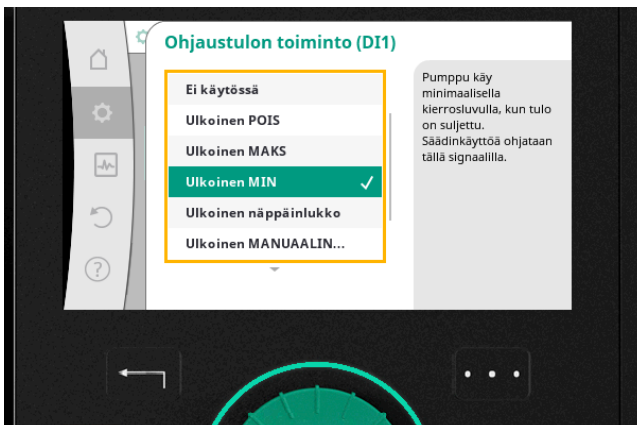 Ohjaustulon toiminto (DI1)
Ei käytössä
Ulkoinen POIS
Ulkoinen MAKS
Ulkoinen MIN
Ulkoinen näppäinlukko
Ulkoinen MANUAALIN...
Pumppu käy
minimaalisella
kierrosluvulla, kun tulo
on suljettu.
Säädinkäyttöä ohjataan
tällä signaalilla.